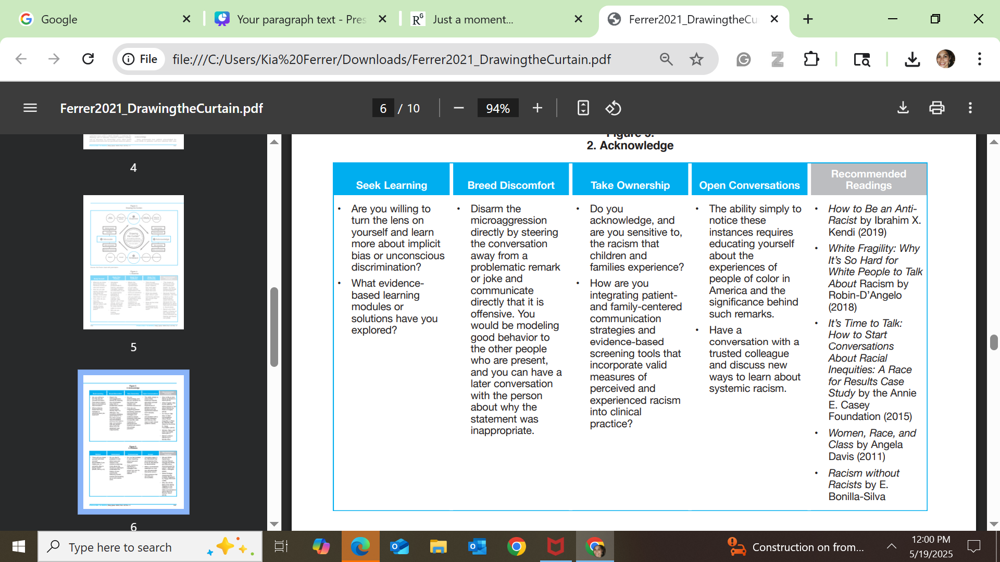 Google
Your paragraph text - Pres
Just a moment...
Ferrer2021_DrawingtheCu
File
file:///C:/Users/Kia%20Ferrer/Downloads/Ferrer2021_DrawingtheCurtain.pdf
Ferrer2021_DrawingtheCurtain.pdf
6 / 10
94%
4
5
6
2. Acknowledge
Seek Learning
Are you willing to
turn the lens on
yourself and learn
more about implicit
bias or unconscious
discrimination?
What evidence-
based learning
modules or
solutions have you
explored?
Breed Discomfort
Disarm the
microaggression
directly by steering
the conversation
away from a
problematic remark
or joke and
communicate
directly that it is
offensive. You
would be modeling
good behavior to
the other people
who are present,
and you can have a
later conversation
with the person
about why the
statement was
inappropriate.
Take Ownership
Do you
acknowledge, and
are you sensitive to,
the racism that
children and
families experience?
How are you
integrating patient-
and family-centered
communication
strategies and
evidence-based
screening tools that
incorporate valid
measures of
perceived and
experienced racism
into clinical
practice?
Open Conversations
The ability simply to
notice these
instances requires
educating yourself
about the
experiences of
people of color in
America and the
significance behind
such remarks.
Have a
conversation with a
trusted colleague
and discuss new
ways to learn about
systemic racism.
Recommended
Readings
How to Be an Anti-
Racist by Ibrahim X.
Kendi (2019)
White Fragility: Why
It's So Hard for
White People to Talk
About Racism by
Robin-D'Angelo
(2018)
It's Time to Talk:
How to Start
Conversations
About Racial
Inequities: A Race
for Results Case
Study by the Annie
E. Casey
Foundation (2015)
Women, Race, and
Class by Angela
Davis (2011)
Racism without
Racists by E.
Bonilla-Silva
Type here to search
Construction on from...
12:00 PM
5/19/2025